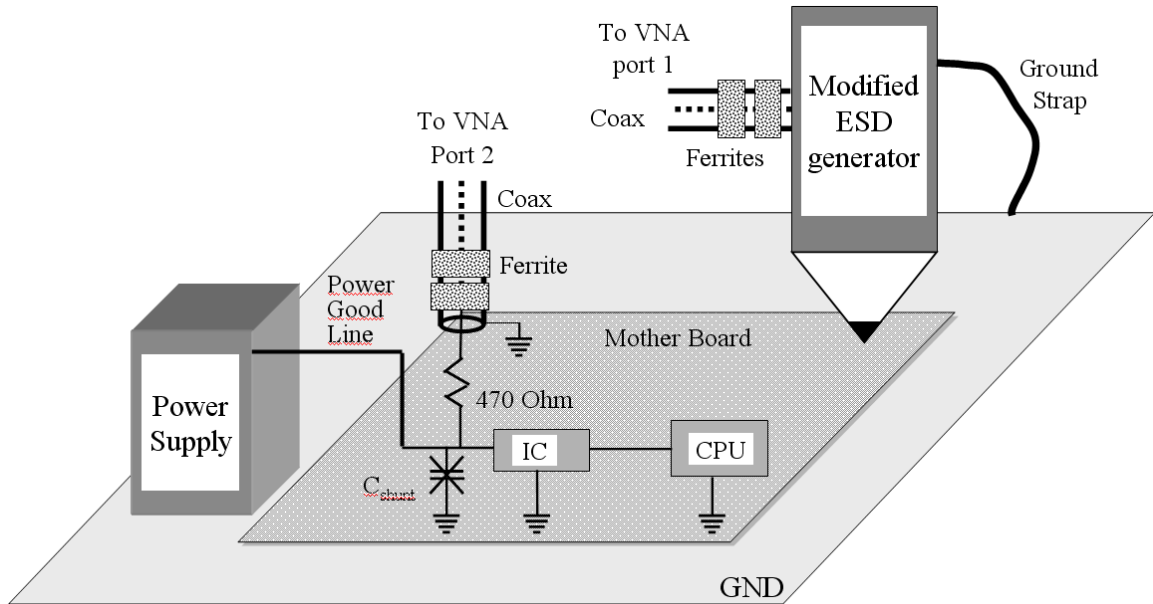 To VNA
port 1
Coax
Ferrites
Modified
ESD
generator
Ground
Strap
To VNA
Port 2
Coax
Ferrite
Power
Good
Line
Mother Board
Power
Supply
470 Ohm
IC
CPU
Cshunt
GND